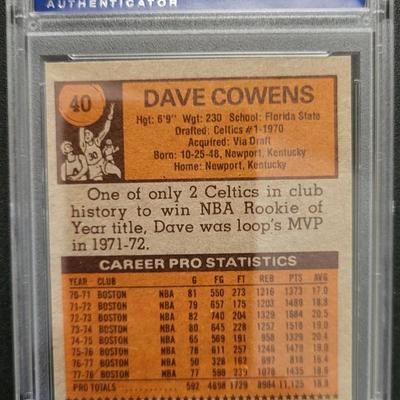 AUTHENTICATOR
40
DAVE COWENS
Hgt: 6'9" Wgt: 230 School: Florida State
Drafted: Celtics #1-1970
Acquired: Via Draft
Born: 10-25-48, Newport, Kentucky
Home: Newport, Kentucky
30
One of only 2 Celtics in club
history to win NBA Rookie of
Year title, Dave was loop's MVP
in 1971-72.
CAREER PRO STATISTICS
YEAR CLUB G FG FT REB PTS AVG
70-71 BOSTON NBA 81 550 273 1216 1373 17.0
71-72 BOSTON NBA 79 657 175 1203 1489 18.8
72-73 BOSTON NBA 82 740 204 1329 1684 20.5
73-74 BOSTON NBA 80 645 228 1257 1518 19.0
74-75 BOSTON NBA 65 569 191 958 1329 20.4
75-76 BOSTON NBA 78 611 257 1246 1479 19.0
76-77 BOSTON NBA 50 328 162 697 818 16.4
77-78 BOSTON NBA 77 598 239 1078 1435 18.6
PRO TOTALS 592 4698 1729 8984 11,125 18.8